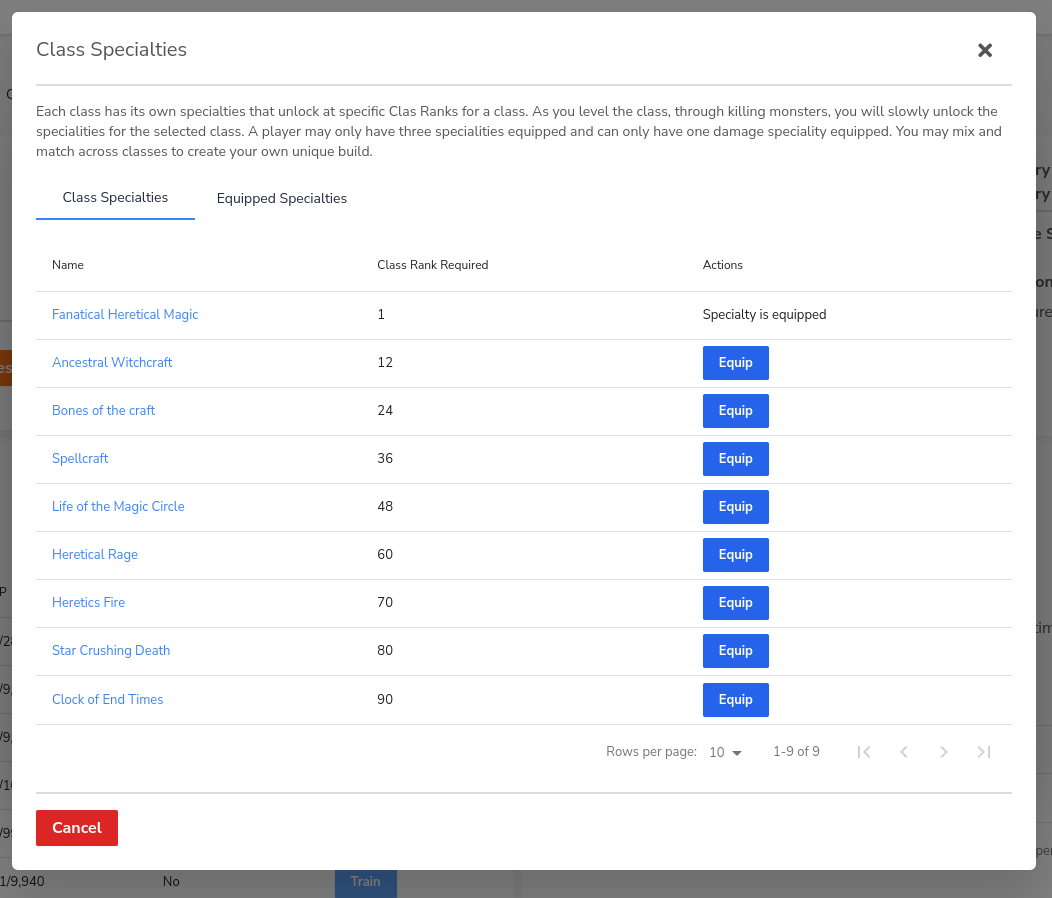 Class Specialties
Each class has its own specialties that unlock at specific Clas Ranks for a class. As you level the class, through killing monsters, you will slowly unlock the
specialities for the selected class. A player may only have three specialities equipped and can only have one damage speciality equipped. You may mix and
match across classes to create your own unique build.
Class Specialties Equipped Specialties
Name Class Rank Required Actions
Fanatical Heretical Magic 1 Specialty is equipped
Ancestral Witchcraft 12 Equip
Bones of the craft 24 Equip
Spellcraft 36 Equip
Life of the Magic Circle 48 Equip
Heretical Rage 60 Equip
Heretics Fire 70 Equip
Star Crushing Death 80 Equip
Clock of End Times 90 Equip
Rows per page: 10 1-9 of 9
Cancel
1/9,940 No Train